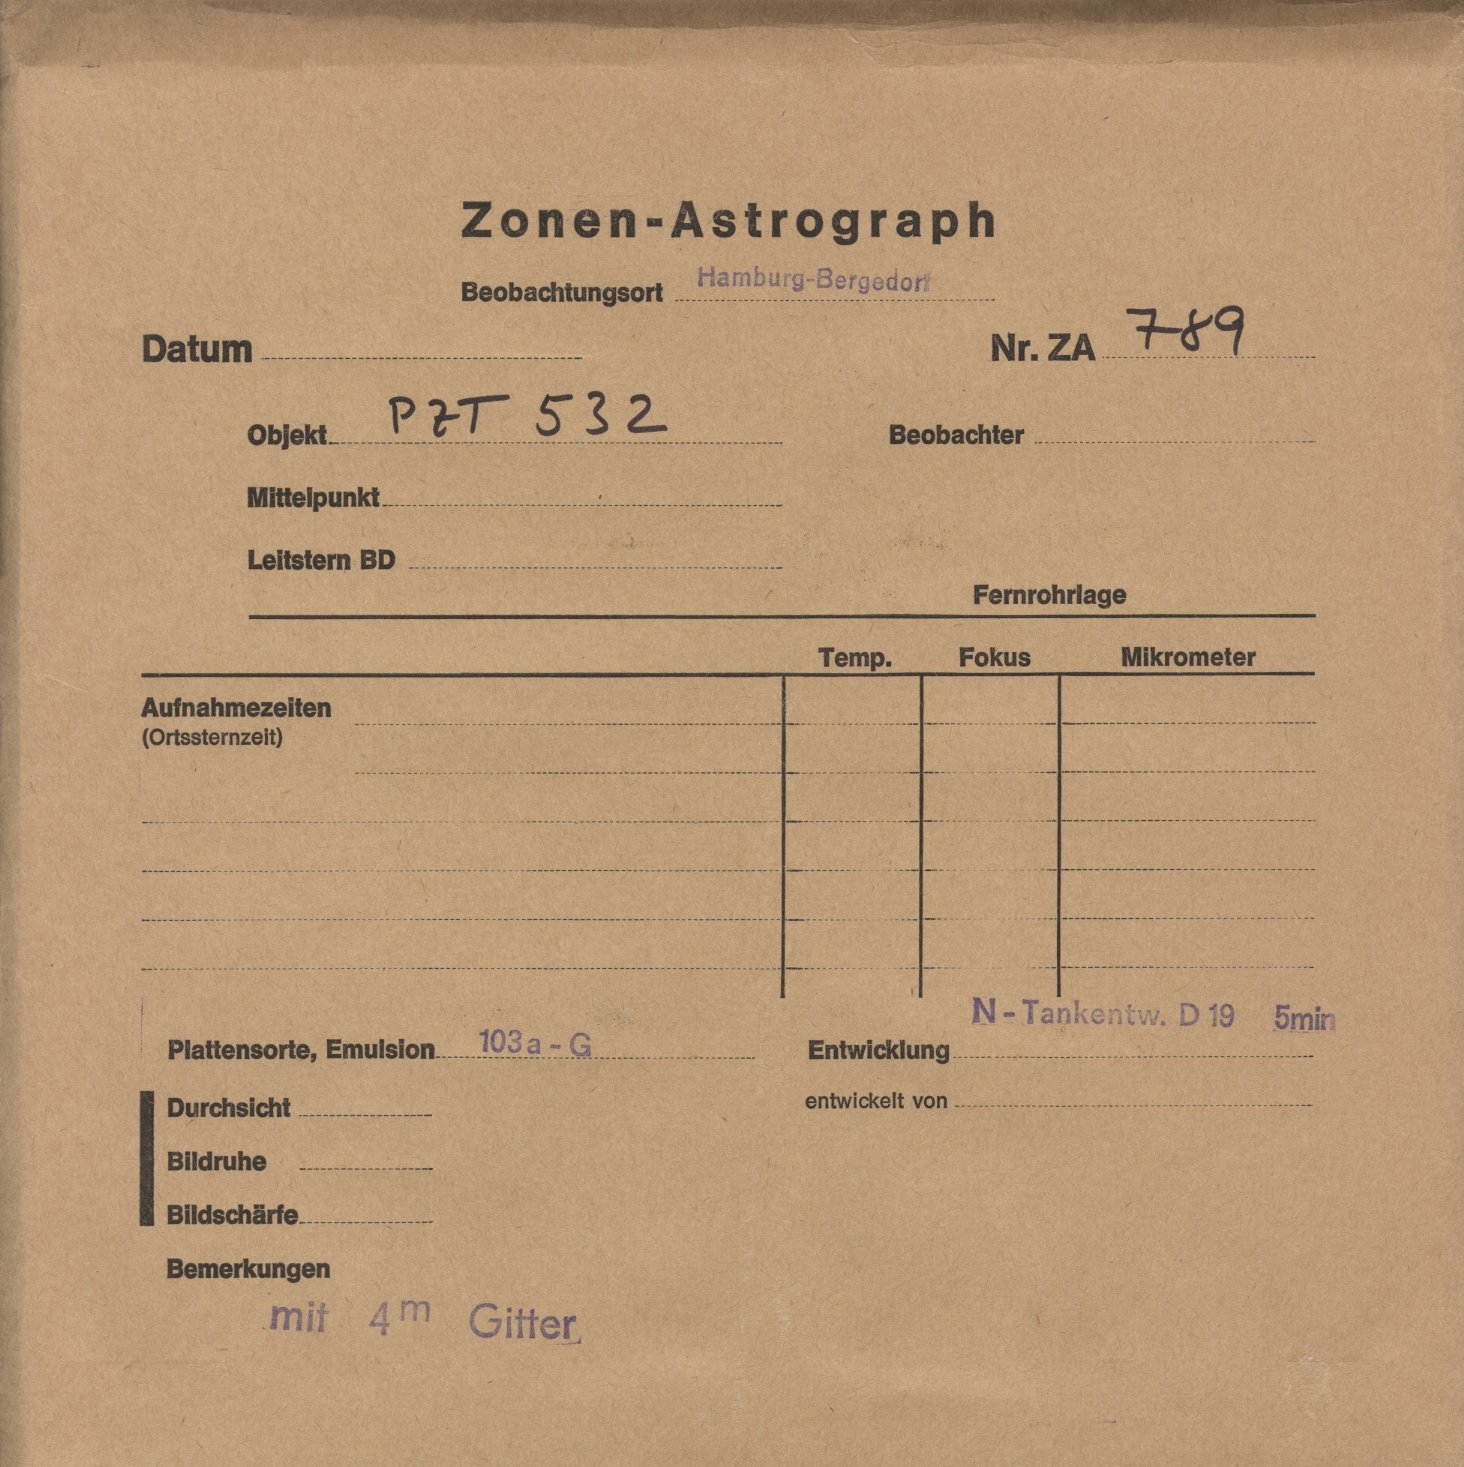 Zonen-Astrograph
Beobachtungsort Hamburg-Bergedorf
Datum Nr. ZA 789
Objekt PZT 532 Beobachter
Mittelpunkt
Leitstern BD
Fernrohrlage
Temp. Fokus Mikrometer
Aufnahmezeiten
(Ortssternzeit)
N - Tankentw. D 19 5min
Plattensorte, Emulsion 103a - G Entwicklung
Durchsicht entwickelt von
Bildruhe
Bildschärfe
Bemerkungen
mit 4m Gitter